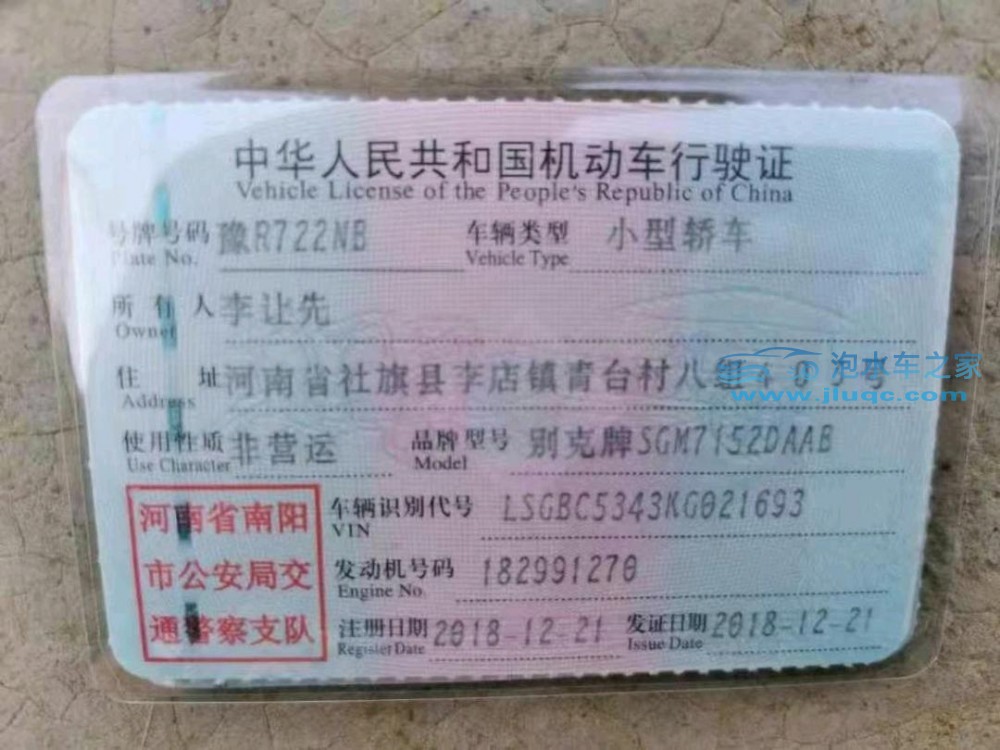 中华人民共和国机动车行驶证
Vehicle License of the People's Republic of China
号牌号码 豫R722NB 车辆类型 小型轿车
Plate No. Vehicle Type
所有人 李让先
Owner
住址 河南省社旗县李店镇青台村八组 号
Address
泡水车之家
www.jluqc.com
使用性质 非营运 品牌型号 别克牌SGM7152DAAB
Use Character Model
河南省南阳
市公安局交
通警察支队
车辆识别代号 LSGBC5343KG021693
VIN
发动机号码 182991270
Engine No.
注册日期 2018-12-21 发证日期 2018-12-21
Register Date Issue Date